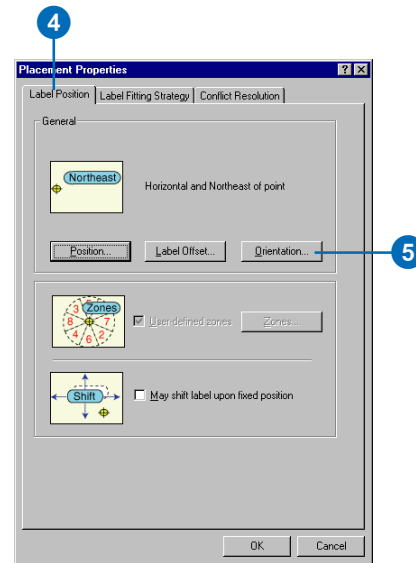 4
Placement Properties
Label Position Label Fitting Strategy Conflict Resolution
General
Northeast
Horizontal and Northeast of point
Position... Label Offset... Orientation...
5
Zones
3 5 8 7 4 6 2
User-defined zones Zones...
Shift
May shift label upon fixed position
OK Cancel